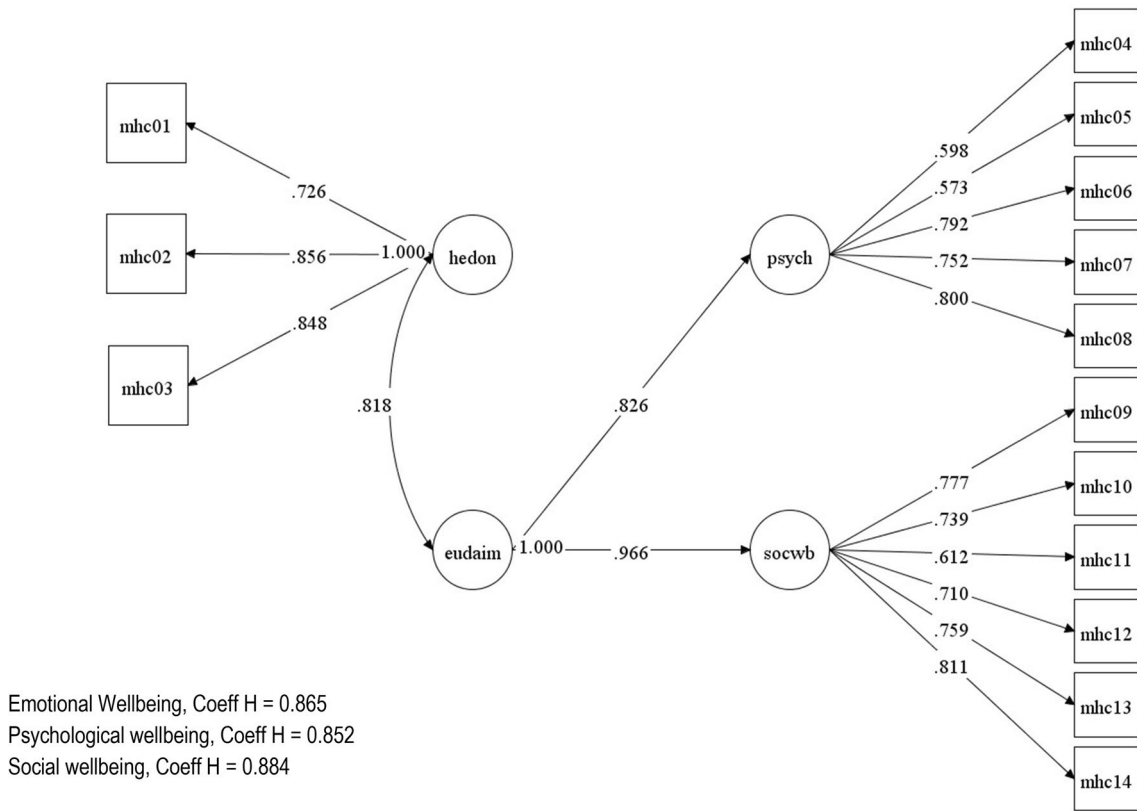 mhc04
mhc05
mhc06
mhc07
mhc08
mhc09
mhc10
mhc11
mhc12
mhc13
mhc14
mhc01
mhc02
mhc03
.726
.856
.848
1.000
hedon
.818
eudaim
1.000
.826
.966
psych
socwb
.598
.573
.792
.752
.800
.777
.739
.612
.710
.759
.811
Emotional Wellbeing, Coeff H = 0.865
Psychological wellbeing, Coeff H = 0.852
Social wellbeing, Coeff H = 0.884